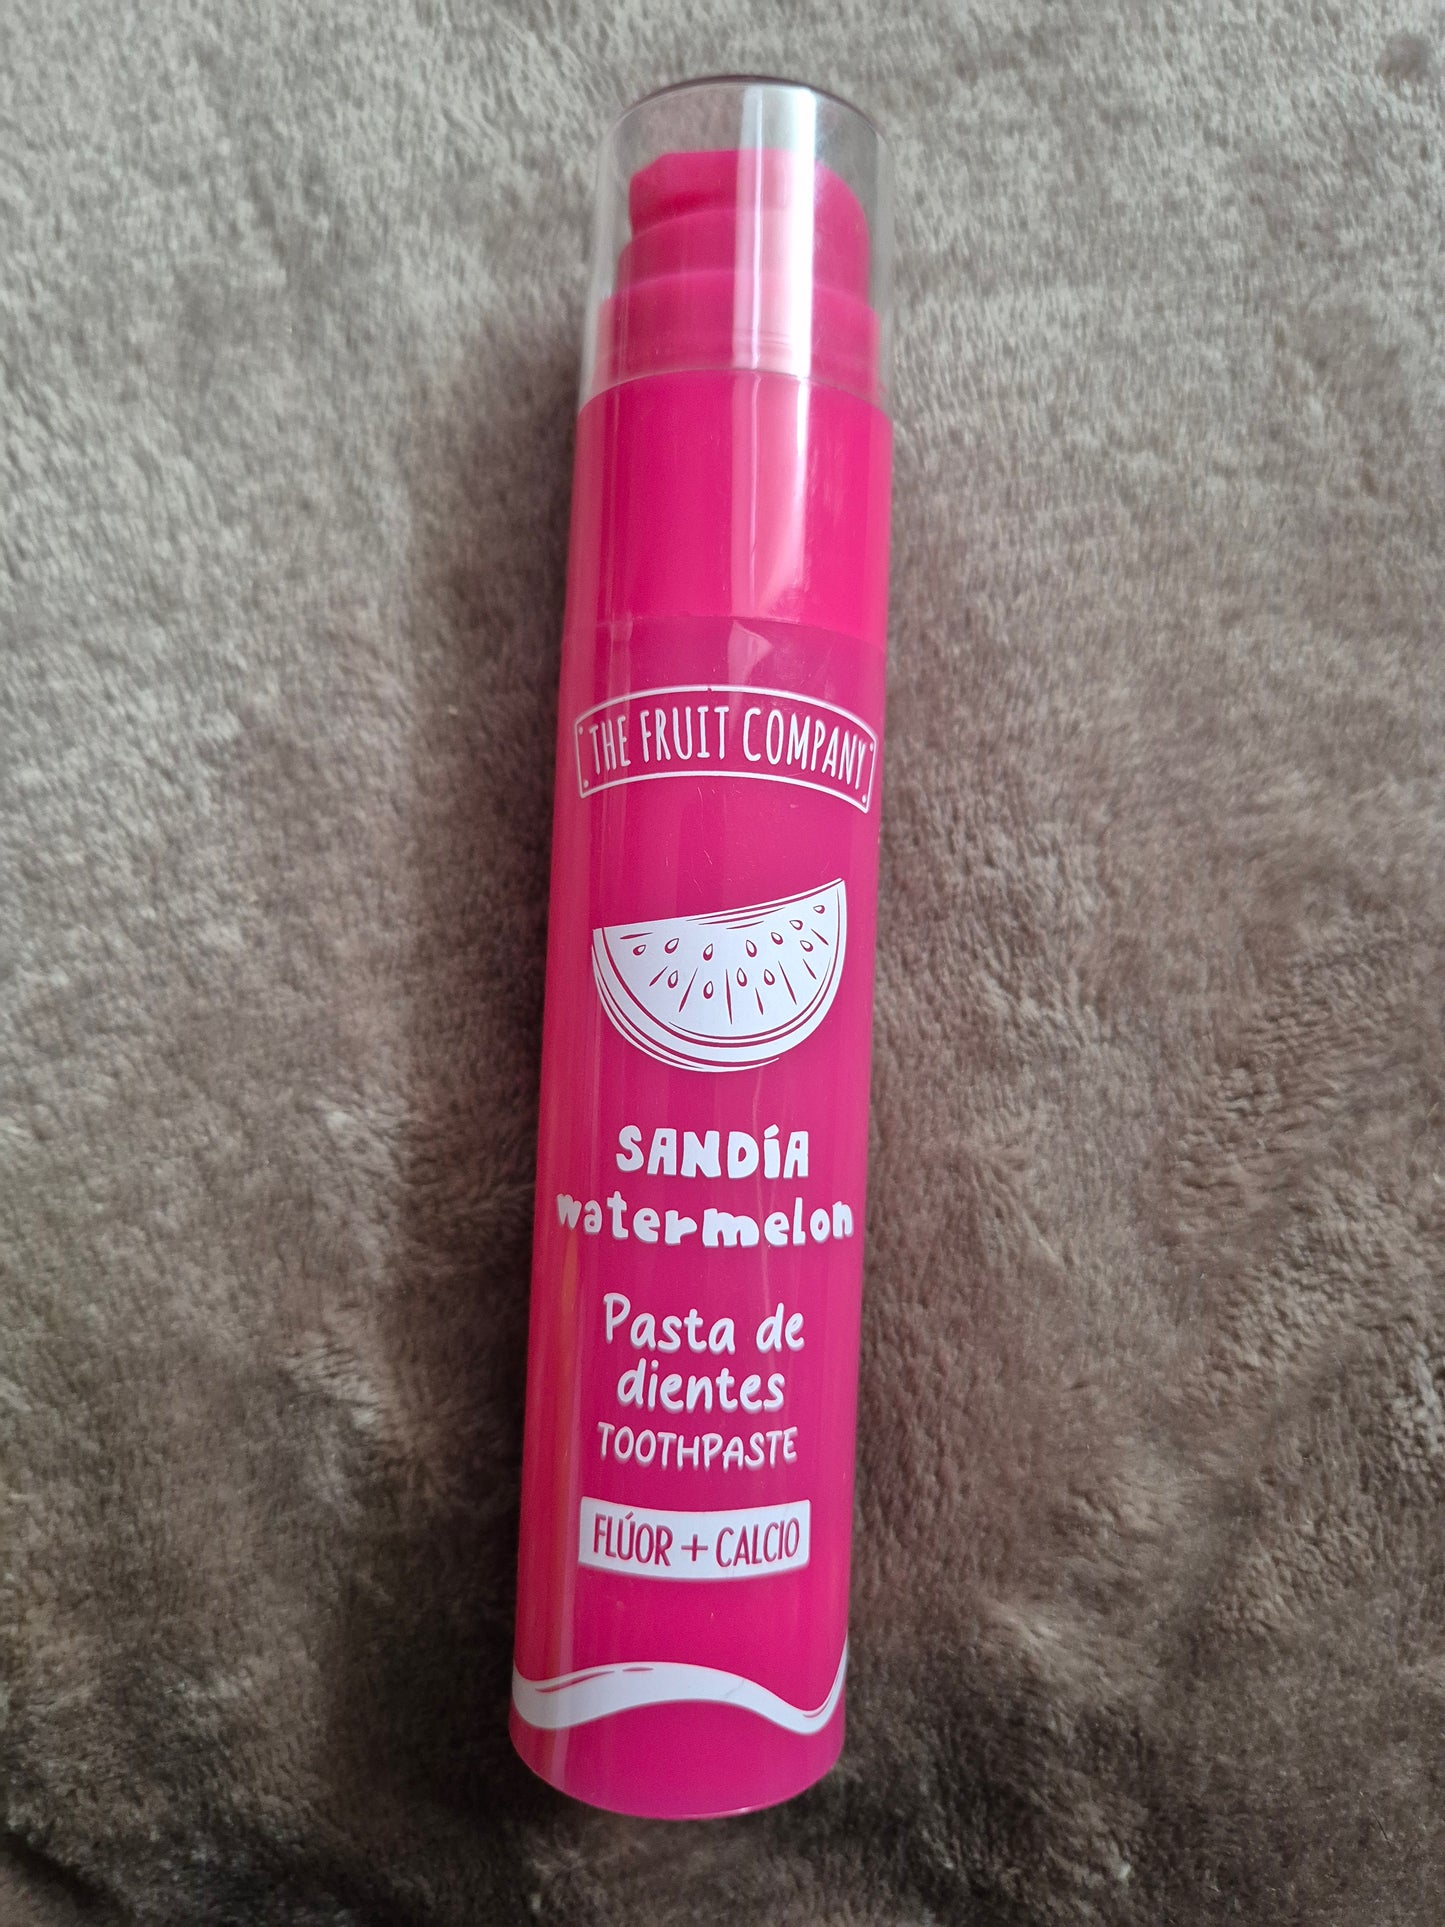 THE FRUIT COMPANY
SANDÍA
watermelon
Pasta de
dientes
TOOTHPASTE
FLÚOR + CALCIO